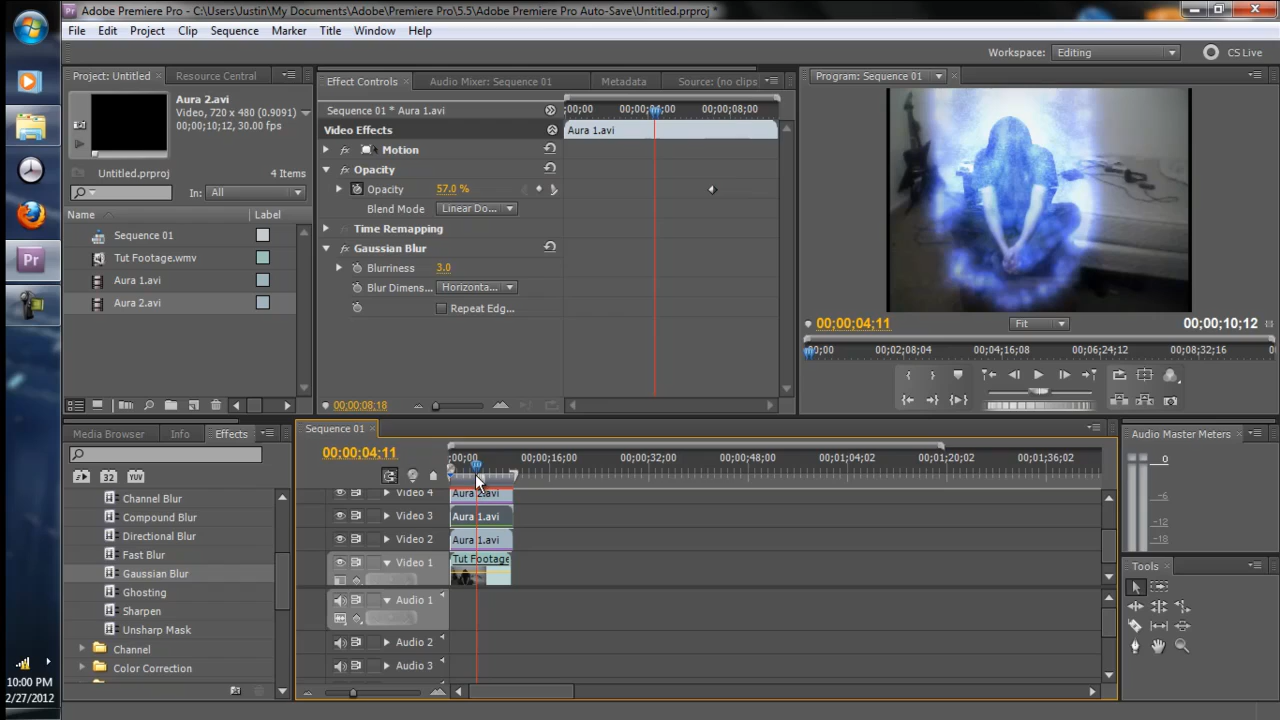 Adobe Premiere Pro - C:\Users\Justin\My Documents\Adobe\Premiere Pro\5.5\Adobe Premiere Pro Auto-Save\Untitled.prproj *
File Edit Project Clip Sequence Marker Title Window Help
Workspace: Editing CS Live
Project: Untitled Resource Central
Aura 2.avi
Video, 720 x 480 (0.9091)
00;00;10;12, 30.00 fps
Untitled.prproj 4 Items
In: All
Name Label
Sequence 01
Tut Footage.wmv
Aura 1.avi
Aura 2.avi
Effect Controls Audio Mixer: Sequence 01 Metadata Source: (no clips
Sequence 01 * Aura 1.avi
;00;00 00;00;04;00 00;00;08;00
Video Effects
Aura 1.avi
Motion
Opacity
Opacity 57.0 %
Blend Mode Linear Do...
Time Remapping
Gaussian Blur
Blurriness 3.0
Blur Dimens... Horizonta...
Repeat Edg...
00;00;08;18
Program: Sequence 01
00;00;04;11 Fit 00;00;10;12
;00;00 00;02;08;04 00;04;16;08 00;06;24;12 00;08;32;16 00;
Media Browser Info Effects
32 YUV
Channel Blur
Compound Blur
Directional Blur
Fast Blur
Gaussian Blur
Ghosting
Sharpen
Unsharp Mask
Channel
Color Correction
Sequence 01
00;00;04;11
;00;00 00;00;16;00 00;00;32;00 00;00;48;00 00;01;04;02 00;01;20;02 00;01;36;02
Video 4 Aura 2.avi
Video 3 Aura 1.avi
Video 2 Aura 1.avi
Video 1 Tut Footage
Audio 1
Audio 2
Audio 3
Audio Master Meters
0
-6
-12
-18
Tools
Pr
10:00 PM
2/27/2012